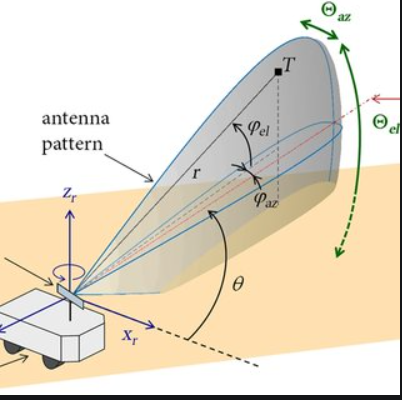 Θaz
T
antenna
pattern
φel
Θel
r
φaz
zr
θ
xr